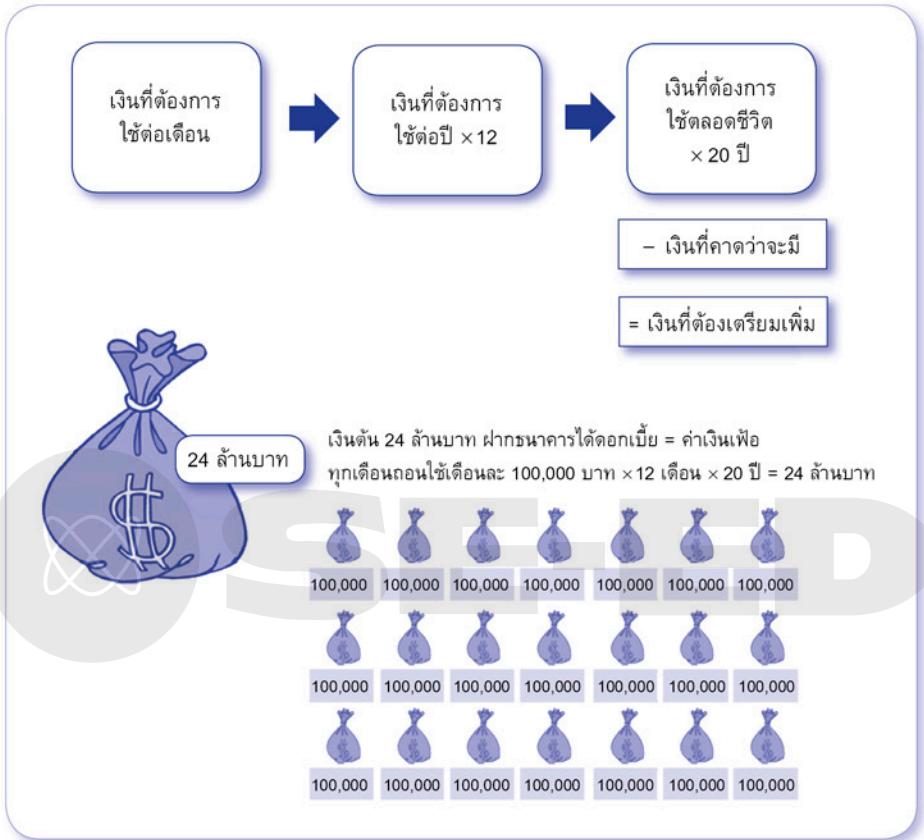 เงินที่ต้องการ
ใช้ต่อเดือน
เงินที่ต้องการ
ใช้ต่อปี ×12
เงินที่ต้องการ
ใช้ตลอดชีวิต
× 20 ปี
– เงินที่คาดว่าจะมี
= เงินที่ต้องเตรียมเพิ่ม
24 ล้านบาท
เงินต้น 24 ล้านบาท ฝากธนาคารได้ดอกเบี้ย = ค่าเงินเฟ้อ
ทุกเดือนถอนใช้เดือนละ 100,000 บาท ×12 เดือน × 20 ปี = 24 ล้านบาท
100,000 100,000 100,000 100,000 100,000 100,000 100,000
100,000 100,000 100,000 100,000 100,000 100,000 100,000
100,000 100,000 100,000 100,000 100,000 100,000 100,000
SE-ED